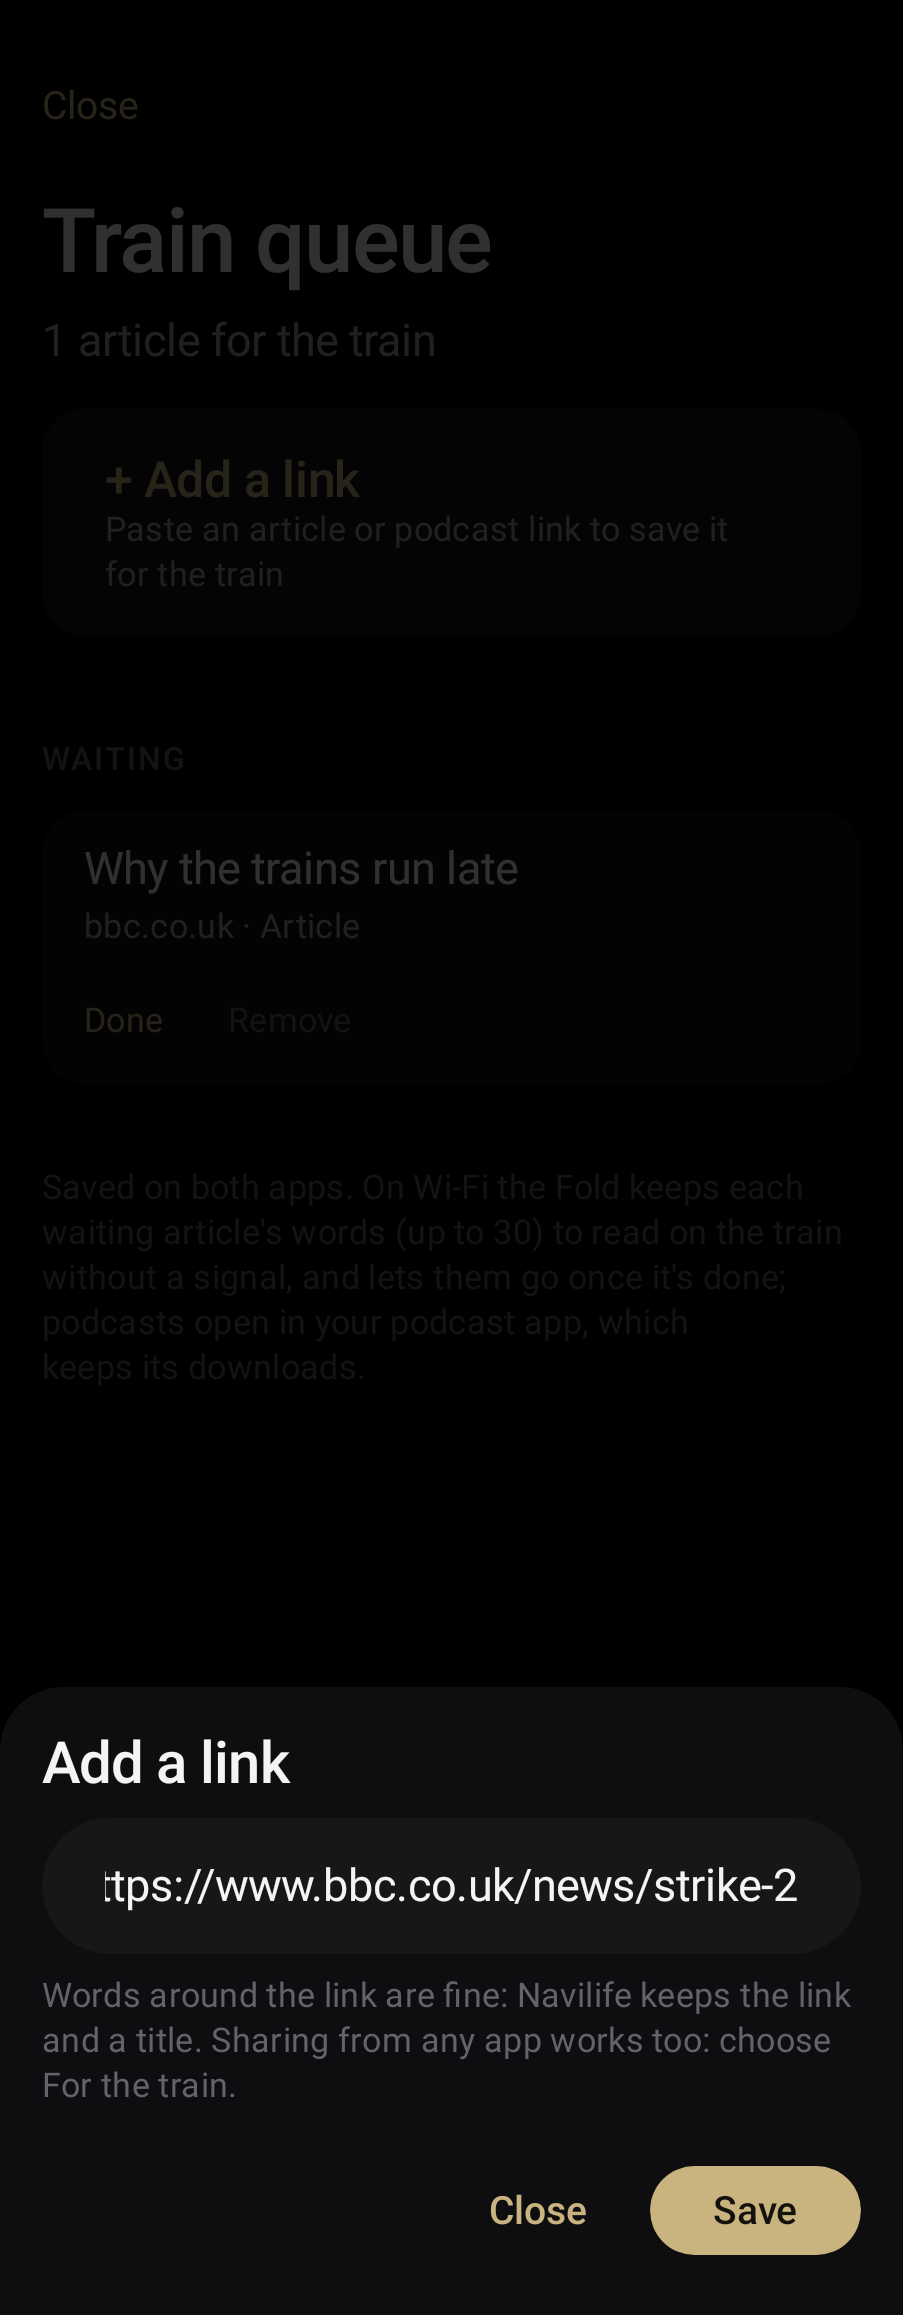 Close
Train queue
1 article for the train
+ Add a link
Paste an article or podcast link to save it
for the train
WAITING
Why the trains run late
bbc.co.uk · Article
Done Remove
Saved on both apps. On Wi-Fi the Fold keeps each
waiting article's words (up to 30) to read on the train
without a signal, and lets them go once it's done;
podcasts open in your podcast app, which
keeps its downloads.
Add a link
ttps://www.bbc.co.uk/news/strike-2
Words around the link are fine: Navilife keeps the link
and a title. Sharing from any app works too: choose
For the train.
Close Save